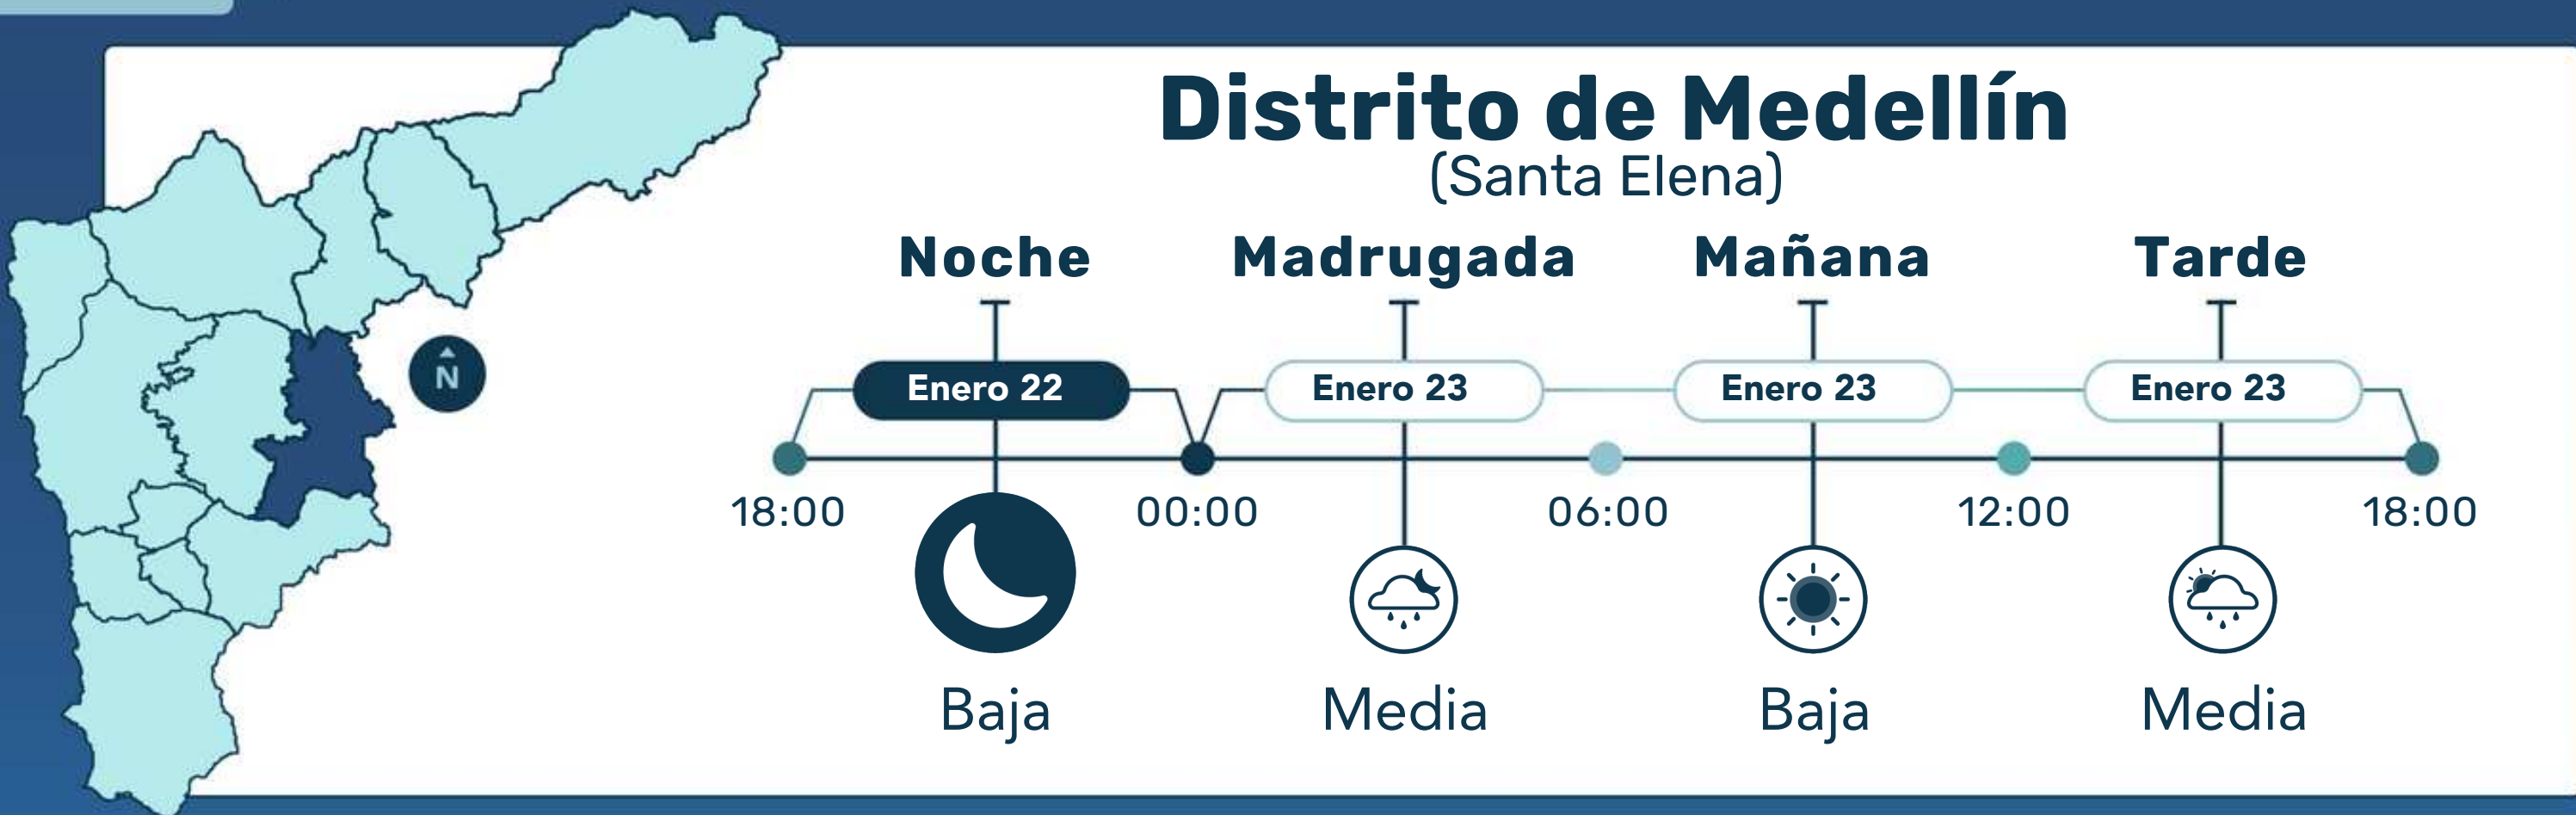 Distrito de Medellín
(Santa Elena)
Noche Madrugada Mañana Tarde
N
Enero 22 Enero 23 Enero 23 Enero 23
18:00 00:00 06:00 12:00 18:00
Baja Media Baja Media